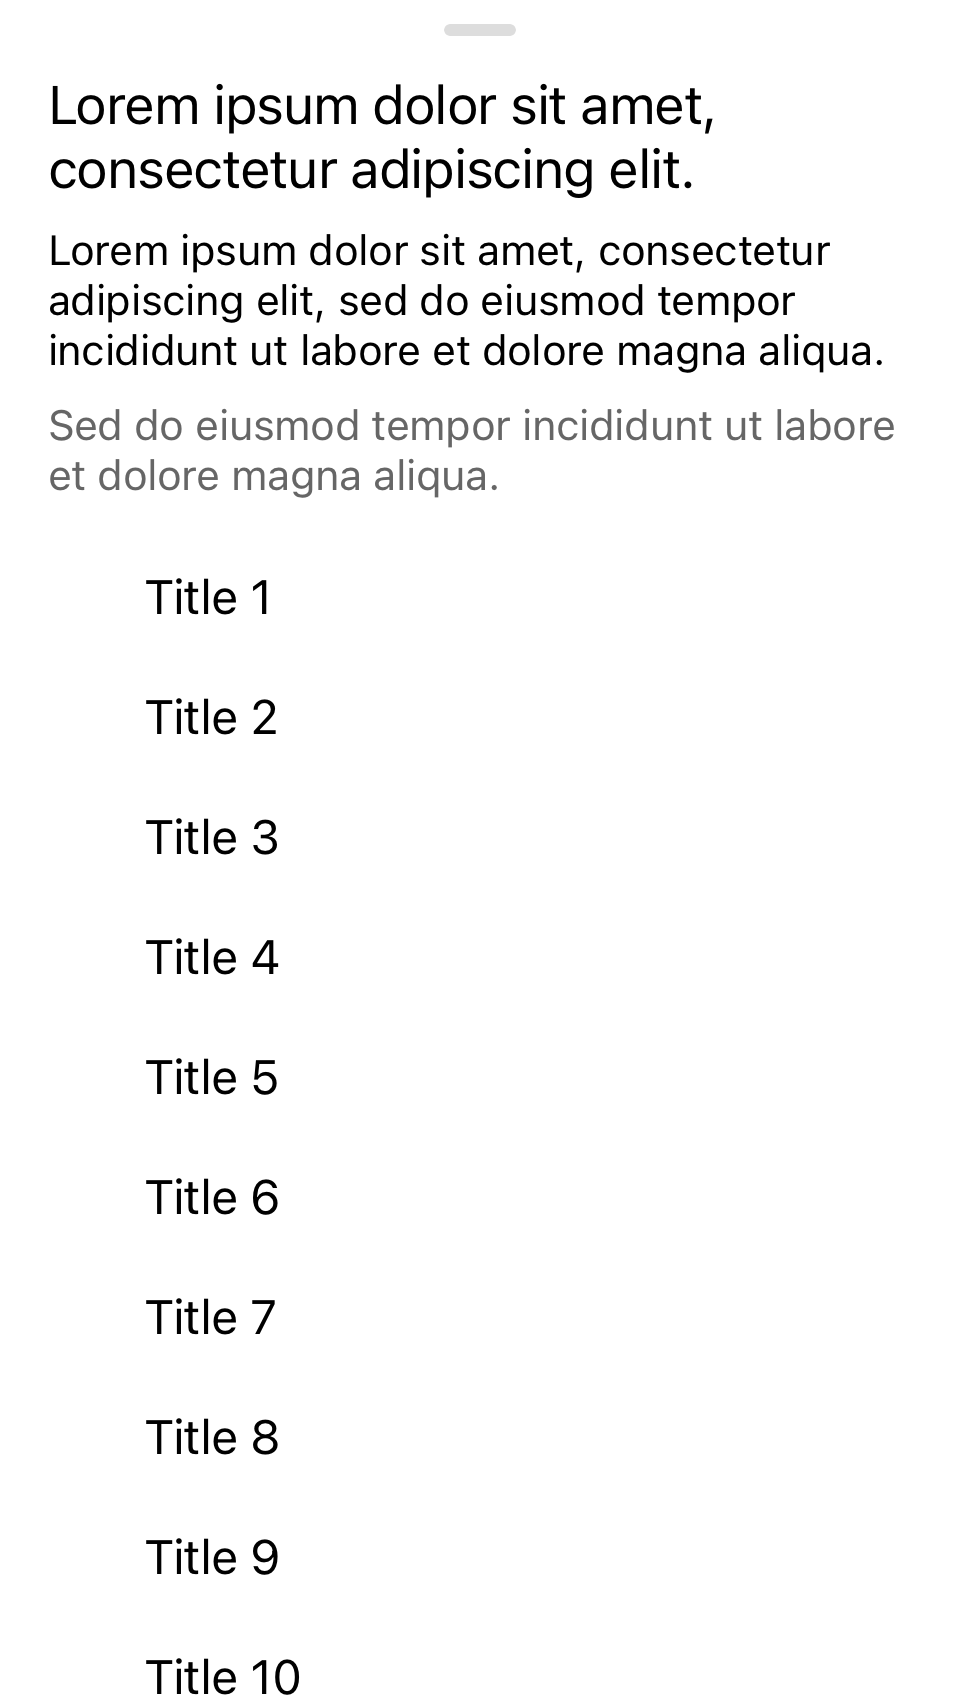 Lorem ipsum dolor sit amet,
consectetur adipiscing elit.
Lorem ipsum dolor sit amet, consectetur
adipiscing elit, sed do eiusmod tempor
incididunt ut labore et dolore magna aliqua.
Sed do eiusmod tempor incididunt ut labore
et dolore magna aliqua.
Title 1
Title 2
Title 3
Title 4
Title 5
Title 6
Title 7
Title 8
Title 9
Title 10